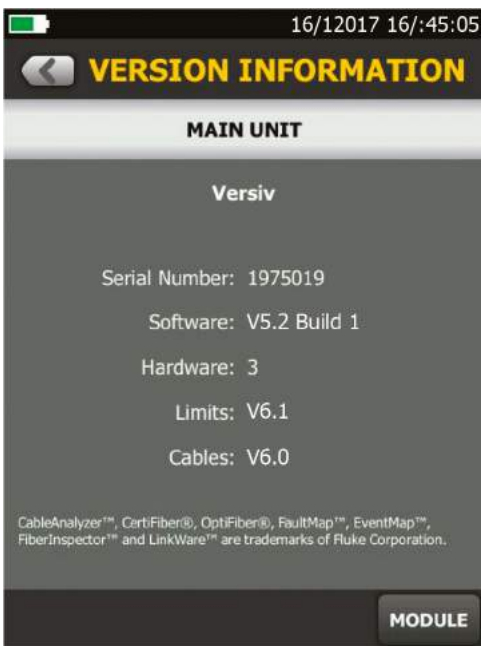 16/12017 16/:45:05
VERSION INFORMATION
MAIN UNIT
Versiv
Serial Number: 1975019
Software: V5.2 Build 1
Hardware: 3
Limits: V6.1
Cables: V6.0
CableAnalyzer™, CertiFiber®, OptiFiber®, FaultMap™, EventMap™,
FiberInspector™ and LinkWare™ are trademarks of Fluke Corporation.
MODULE